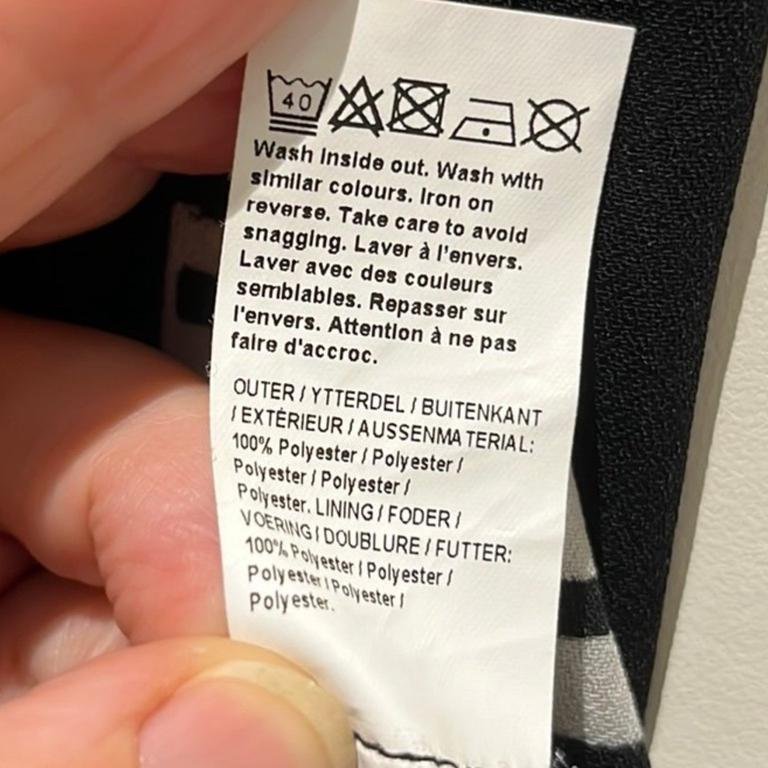 40
Wash inside out. Wash with
similar colours. Iron on
reverse. Take care to avoid
snagging. Laver à l'envers.
Laver avec des couleurs
semblables. Repasser sur
l'envers. Attention à ne pas
faire d'accroc.
OUTER / YTTERDEL / BUITENKANT
/ EXTÉRIEUR / AUSSENMATERIAL:
100% Polyester / Polyester /
Polyester / Polyester /
Polyester. LINING / FODER /
VOERING / DOUBLURE / FUTTER:
100% Polyester / Polyester /
Polyester / Polyester /
Polyester.